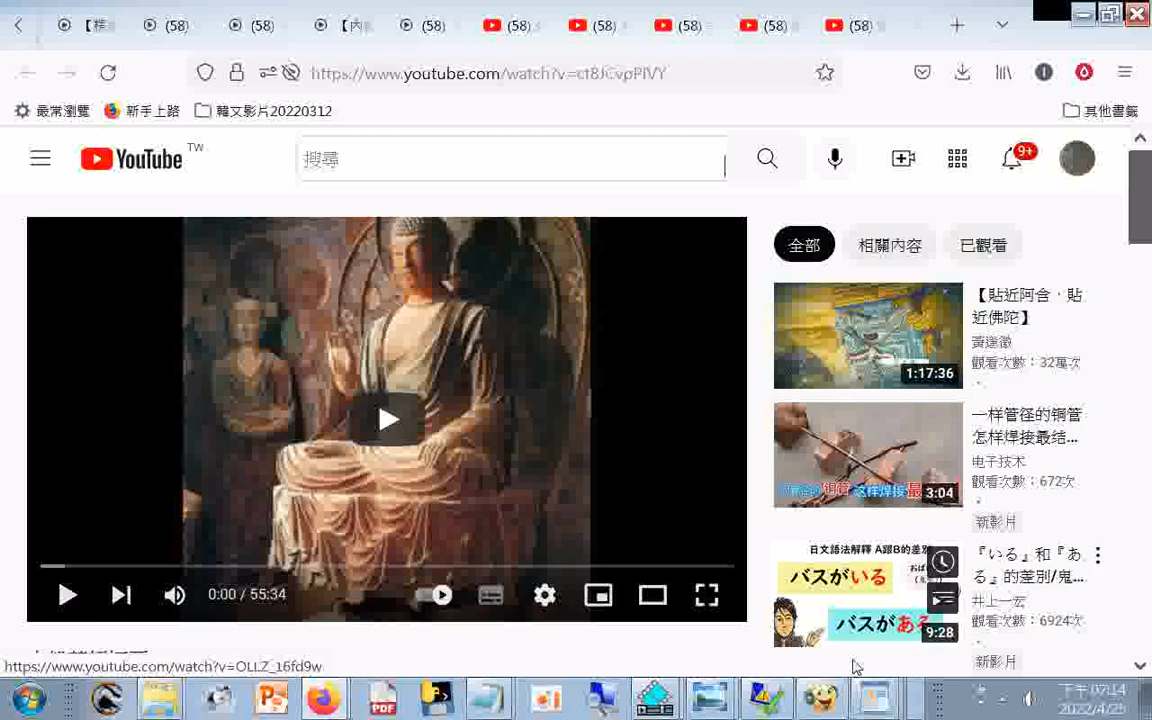 (58)
(58)
(58)
(58)
(58)
(58)
(58)
(58)
https://www.youtube.com/watch?v=ct8JCvpPIVY
最常瀏覽
新手上路
韓文影片20220312
其他書籤
YouTube TW
搜尋
9+
全部
相關內容
已觀看
【貼近阿含．貼
近佛陀】
觀看次數：32萬次
1:17:36
一样管径的铜管
怎样焊接最结...
电子技术
觀看次數：672次
新影片
这样焊接
3:04
日文語法解釋 A跟B的差別
バスがいる
バスがある
9:28
『いる』和『あ
る』的差別/鬼...
井上一宏
觀看次數：6924次
新影片
0:00 / 55:34
https://www.youtube.com/watch?v=OLLZ_16fd9w
PDF
下午 07:14
2022/4/25